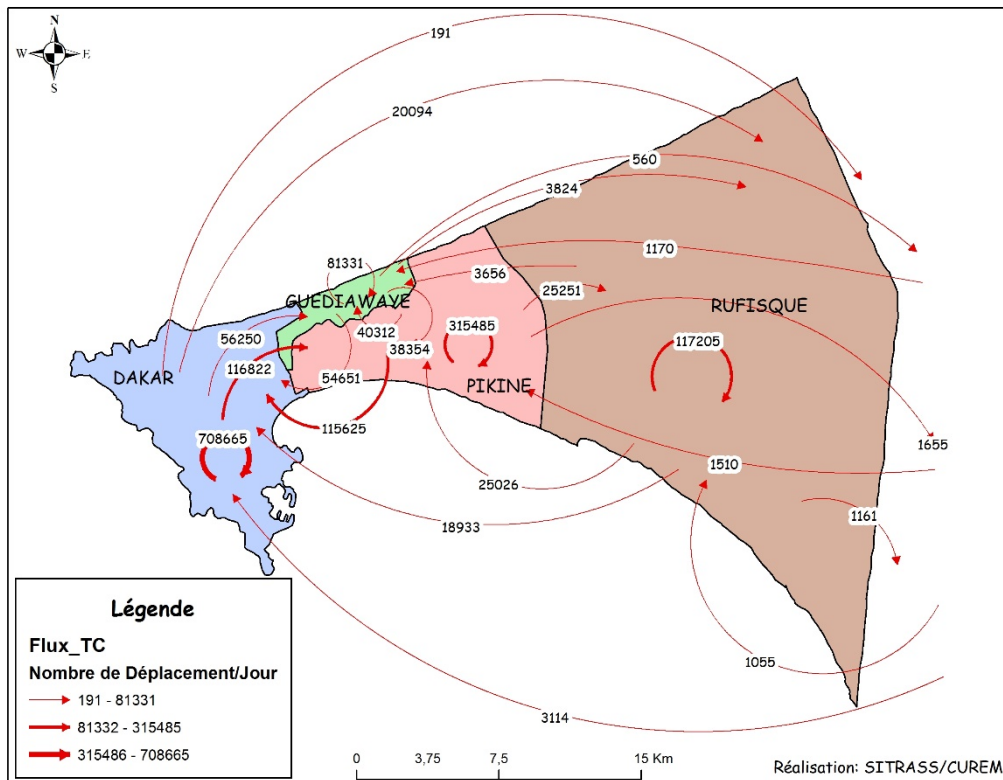 N
W E
S
191
20094
560
3824
1170
81331
3656
GUEDIAWAYE
25251
RUFISQUE
40312
315485
56250
38354
117205
116822
DAKAR
54651
PIKINE
115625
708665
1655
1510
25026
18933
1161
1055
3114
Légende
Flux_TC
Nombre de Déplacement/Jour
191 - 81331
81332 - 315485
315486 - 708665
0 3,75 7,5 15 Km
Réalisation: SITRASS/CUREM